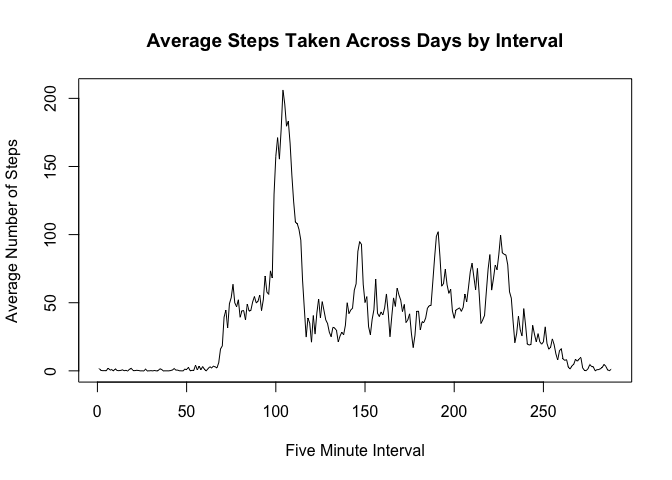 Average Steps Taken Across Days by Interval
Average Number of Steps
200
150
100
50
0
0 50 100 150 200 250
Five Minute Interval